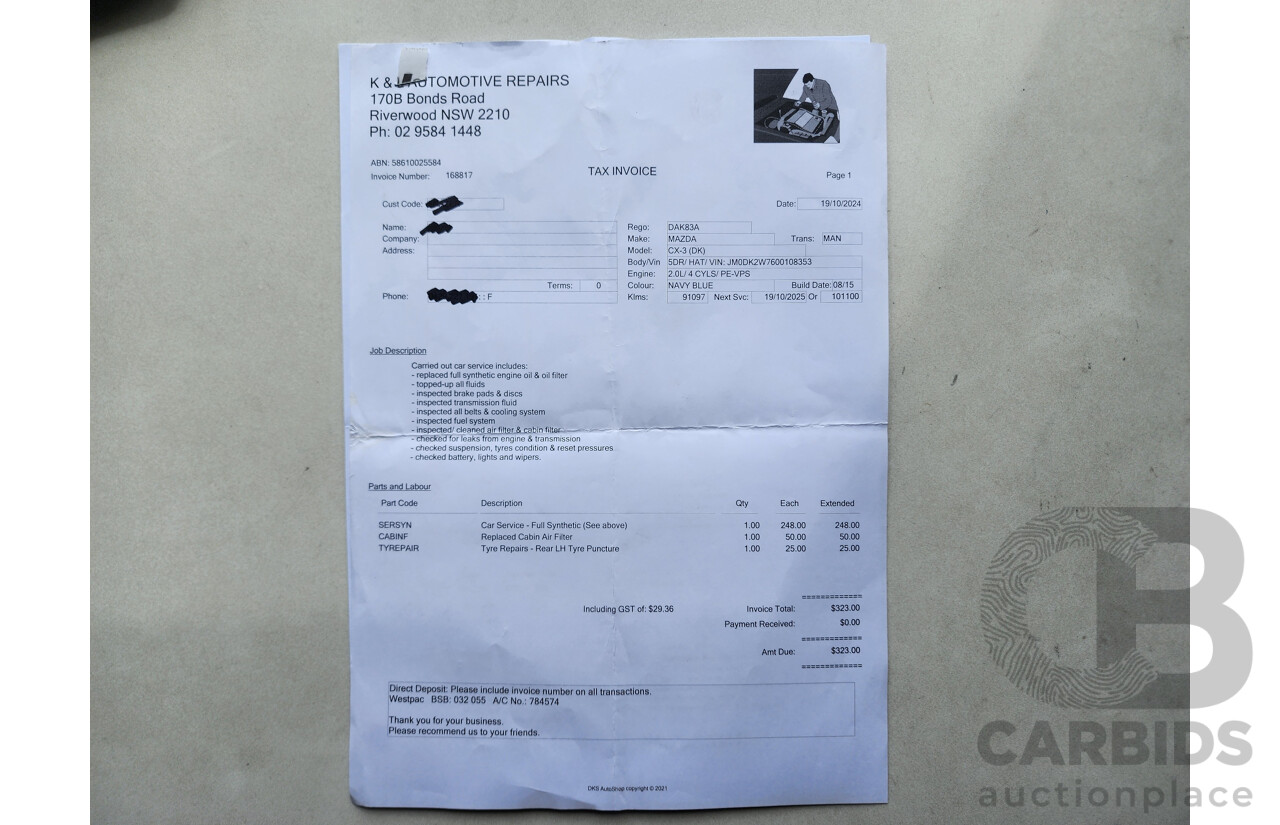 K & J AUTOMOTIVE REPAIRS
170B Bonds Road
Riverwood NSW 2210
Ph: 02 9584 1448
ABN: 58610025584
Invoice Number: 168817
TAX INVOICE
Page 1
Cust Code:
Date: 19/10/2024
Name:
Company:
Address:
Terms: 0
Phone: : : F
Rego: DAK83A
Make: MAZDA Trans: MAN
Model: CX-3 (DK)
Body/Vin 5DR/ HAT/ VIN: JM0DK2W7600108353
Engine: 2.0L/ 4 CYLS/ PE-VPS
Colour: NAVY BLUE Build Date: 08/15
Klms: 91097 Next Svc: 19/10/2025 Or 101100
Job Description
Carried out car service includes:
- replaced full synthetic engine oil & oil filter
- topped-up all fluids
- inspected brake pads & discs
- inspected transmission fluid
- inspected all belts & cooling system
- inspected fuel system
- inspected/ cleaned air filter & cabin filter
- checked for leaks from engine & transmission
- checked suspension, tyres condition & reset pressures
- checked battery, lights and wipers.
Parts and Labour
Part Code Description Qty Each Extended
SERSYN Car Service - Full Synthetic (See above) 1.00 248.00 248.00
CABINF Replaced Cabin Air Filter 1.00 50.00 50.00
TYREPAIR Tyre Repairs - Rear LH Tyre Puncture 1.00 25.00 25.00
=============
Including GST of: $29.36 Invoice Total: $323.00
Payment Received: $0.00
=============
Amt Due: $323.00
=============
Direct Deposit: Please include invoice number on all transactions.
Westpac BSB: 032 055 A/C No.: 784574
Thank you for your business.
Please recommend us to your friends.
DKS AutoShop copyright © 2021
CB
CARBIDS
auctionplace